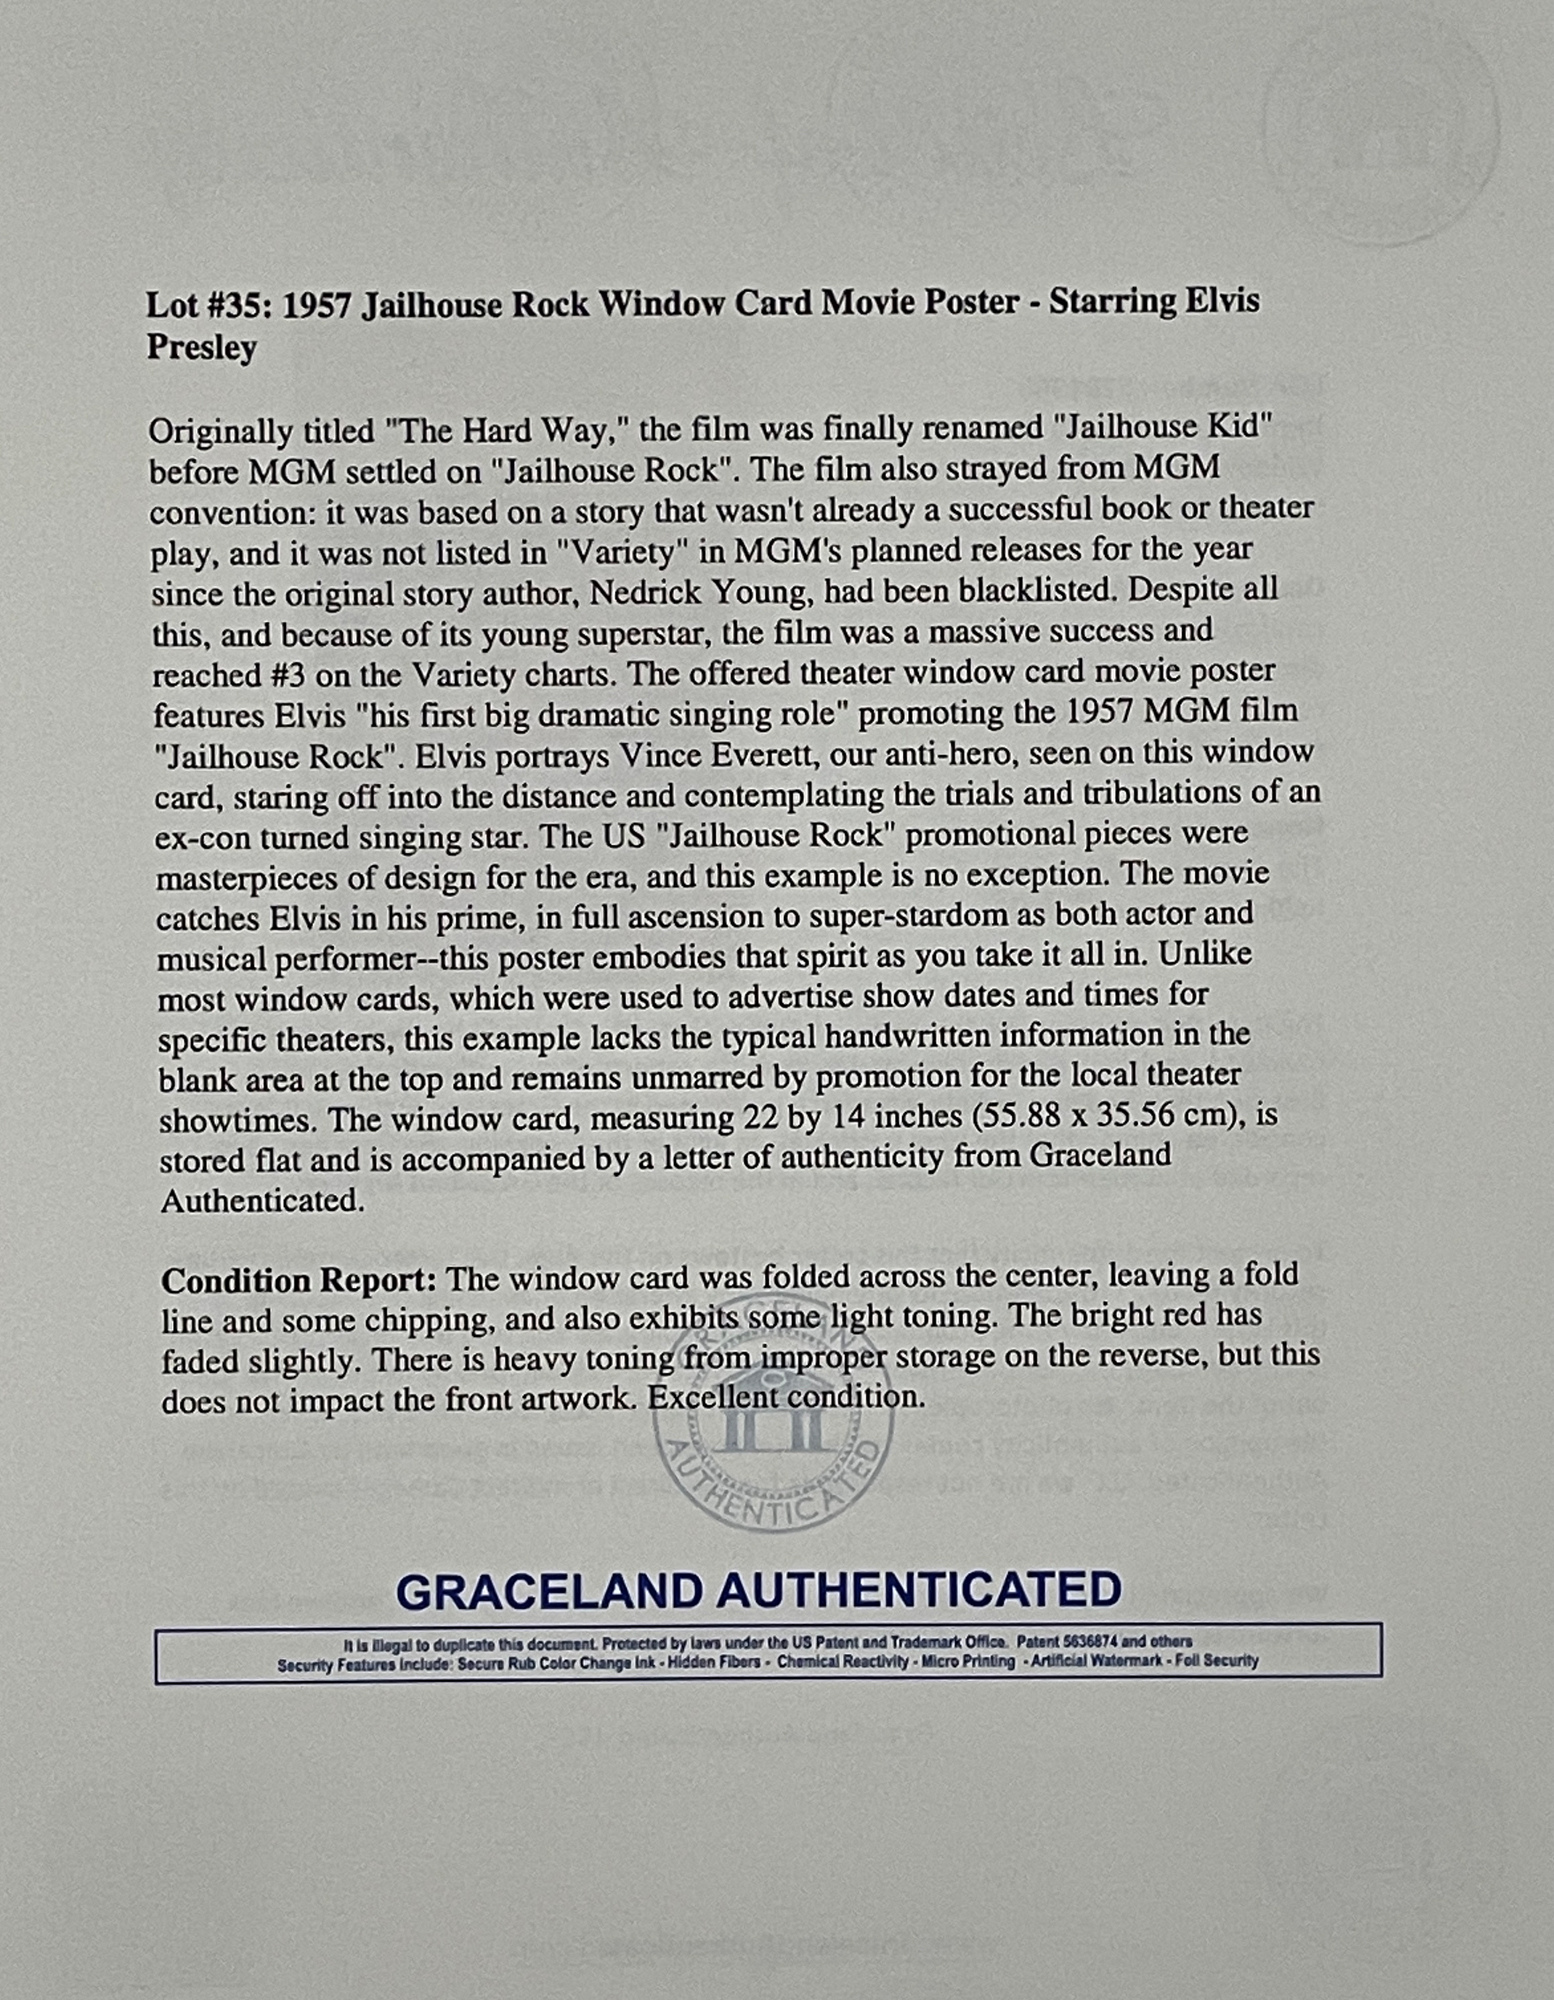 Lot #35: 1957 Jailhouse Rock Window Card Movie Poster - Starring Elvis
Presley
Originally titled "The Hard Way," the film was finally renamed "Jailhouse Kid"
before MGM settled on "Jailhouse Rock". The film also strayed from MGM
convention: it was based on a story that wasn't already a successful book or theater
play, and it was not listed in "Variety" in MGM's planned releases for the year
since the original story author, Nedrick Young, had been blacklisted. Despite all
this, and because of its young superstar, the film was a massive success and
reached #3 on the Variety charts. The offered theater window card movie poster
features Elvis "his first big dramatic singing role" promoting the 1957 MGM film
"Jailhouse Rock". Elvis portrays Vince Everett, our anti-hero, seen on this window
card, staring off into the distance and contemplating the trials and tribulations of an
ex-con turned singing star. The US "Jailhouse Rock" promotional pieces were
masterpieces of design for the era, and this example is no exception. The movie
catches Elvis in his prime, in full ascension to super-stardom as both actor and
musical performer--this poster embodies that spirit as you take it all in. Unlike
most window cards, which were used to advertise show dates and times for
specific theaters, this example lacks the typical handwritten information in the
blank area at the top and remains unmarred by promotion for the local theater
showtimes. The window card, measuring 22 by 14 inches (55.88 x 35.56 cm), is
stored flat and is accompanied by a letter of authenticity from Graceland
Authenticated.
Condition Report: The window card was folded across the center, leaving a fold
line and some chipping, and also exhibits some light toning. The bright red has
faded slightly. There is heavy toning from improper storage on the reverse, but this
does not impact the front artwork. Excellent condition.
GRACELAND
AUTHENTICATED
GRACELAND AUTHENTICATED
It is illegal to duplicate this document. Protected by laws under the US Patent and Trademark Office. Patent 5636874 and others
Security Features Include: Secure Rub Color Change Ink - Hidden Fibers - Chemical Reactivity - Micro Printing - Artificial Watermark - Foil Security